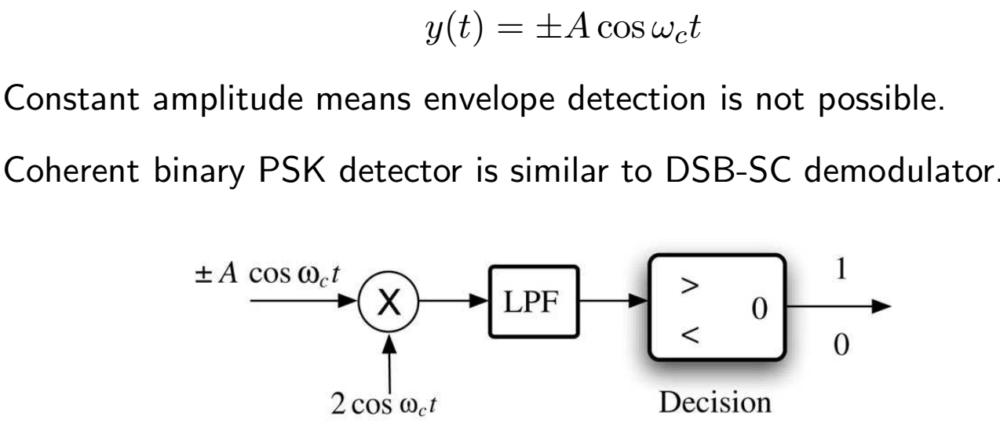 y(t) = ±A cos ω_c t
Constant amplitude means envelope detection is not possible.
Coherent binary PSK detector is similar to DSB-SC demodulator.
± A cos ω_c t
X
LPF
>
<
0
1
0
2 cos ω_c t
Decision